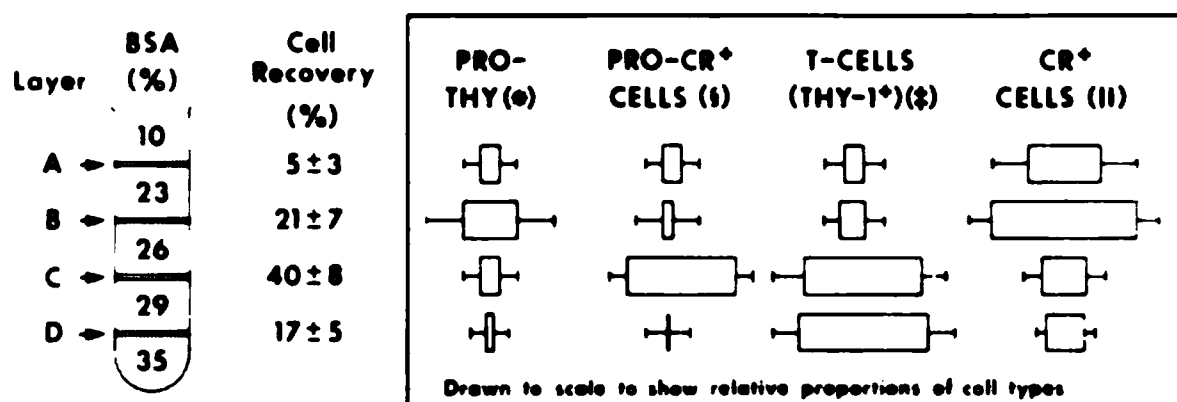 BSA Cell
Layer (%) Recovery
(%)
10
A 5±3
23
B 21±7
26
C 40±8
29
D 17±5
35
PRO- PRO-CR+ T-CELLS CR+
THY(*) CELLS (§) (THY-1+)(‡) CELLS (II)
Drawn to scale to show relative proportions of cell types